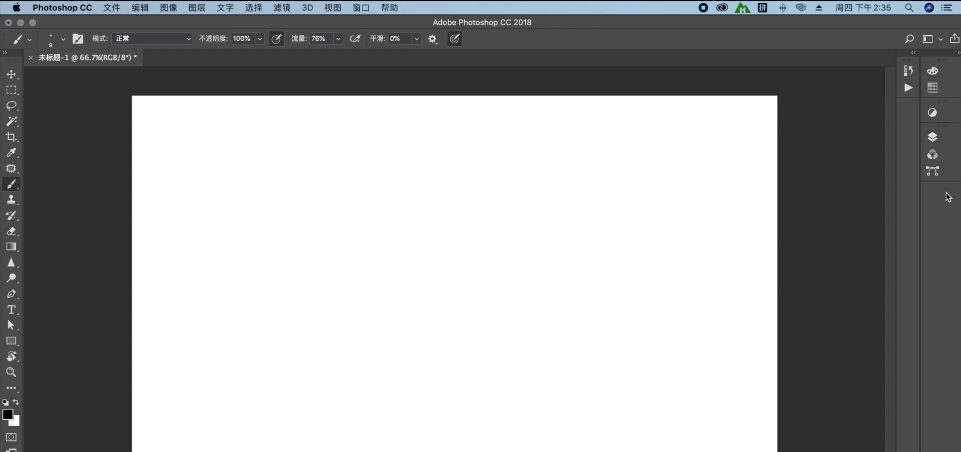 Photoshop CC 文件 编辑 图像 图层 文字 选择 滤镜 3D 视图 窗口 帮助 拼 周四 下午2:35
Adobe Photoshop CC 2018
8 模式: 正常 不透明度: 100% 流量: 76% 平滑: 0%
× 未标题-1 @ 66.7%(RGB/8*) *